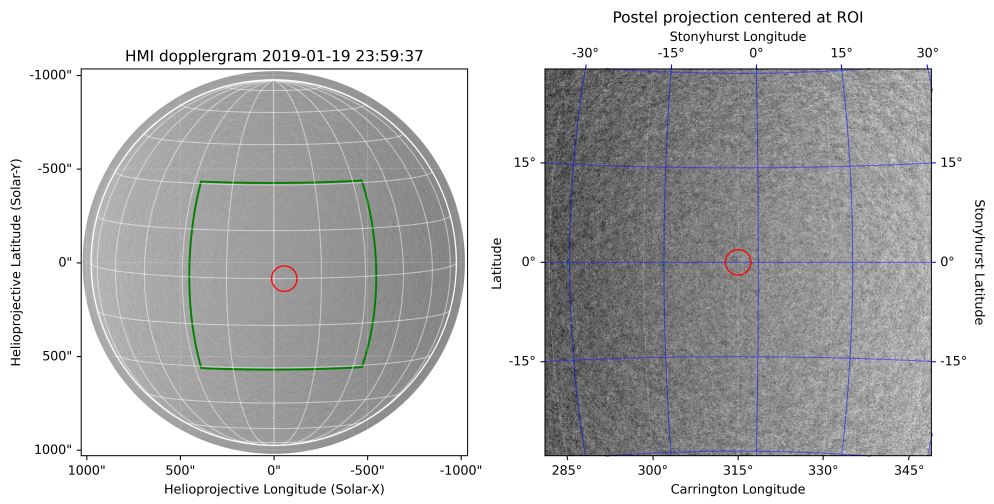 HMI dopplergram 2019-01-19 23:59:37
-1000"
-500"
0"
500"
1000"
Helioprojective Latitude (Solar-Y)
1000" 500" 0" -500" -1000"
Helioprojective Longitude (Solar-X)
Postel projection centered at ROI
Stonyhurst Longitude
-30° -15° 0° 15° 30°
15° 15°
0° 0°
-15° -15°
Latitude
Stonyhurst Latitude
285° 300° 315° 330° 345°
Carrington Longitude